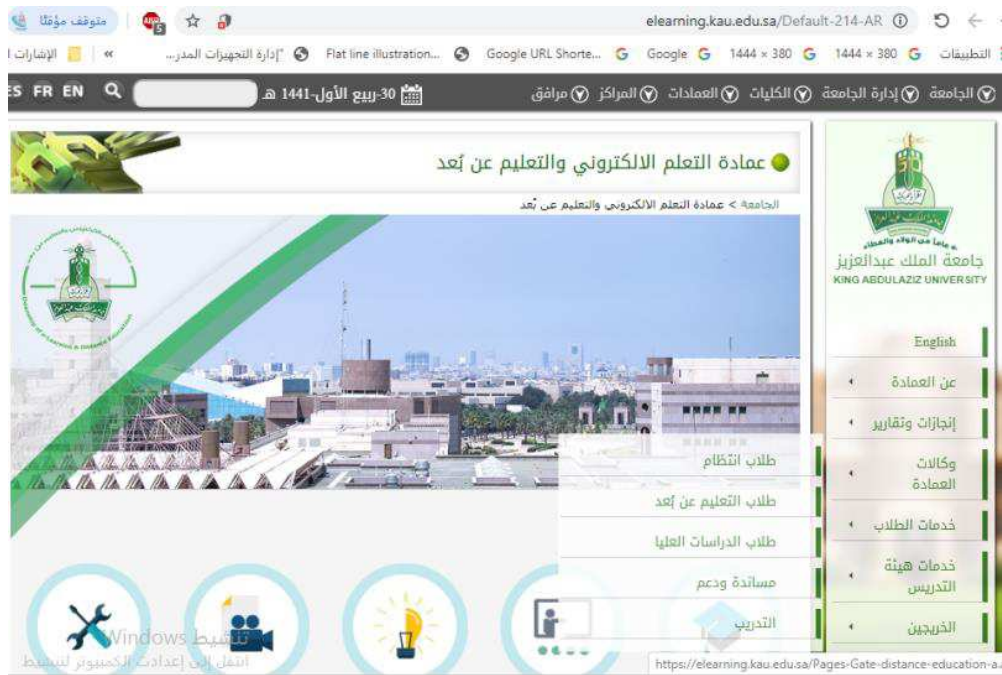 متوقف مؤقتًا
elearning.kau.edu.sa/Default-214-AR
التطبيقات
1444 × 380
1444 × 380
Google
Google URL Shorte...
Flat line illustration...
"إدارة التجهيزات المدر...
»
الإشارات ا
الجامعة إدارة الجامعة الكليات العمادات المراكز مرافق
30-ربيع الأول-1441 هـ
ES FR EN
جامعة الملك عبدالعزيز
KING ABDULAZIZ UNIVERSITY
عمادة التعلم الالكتروني والتعليم عن بُعد
الجامعة > عمادة التعلم الالكتروني والتعليم عن بُعد
English
عن العمادة
إنجازات وتقارير
وكالات
العمادة
خدمات الطلاب
خدمات هيئة
التدريس
الخريجين
طلاب انتظام
طلاب التعليم عن بُعد
طلاب الدراسات العليا
مساندة ودعم
التدريب
تنشيط Windows
انتقل إلى إعدادات الكمبيوتر لتنشيط
https://elearning.kau.edu.sa/Pages-Gate-distance-education-a